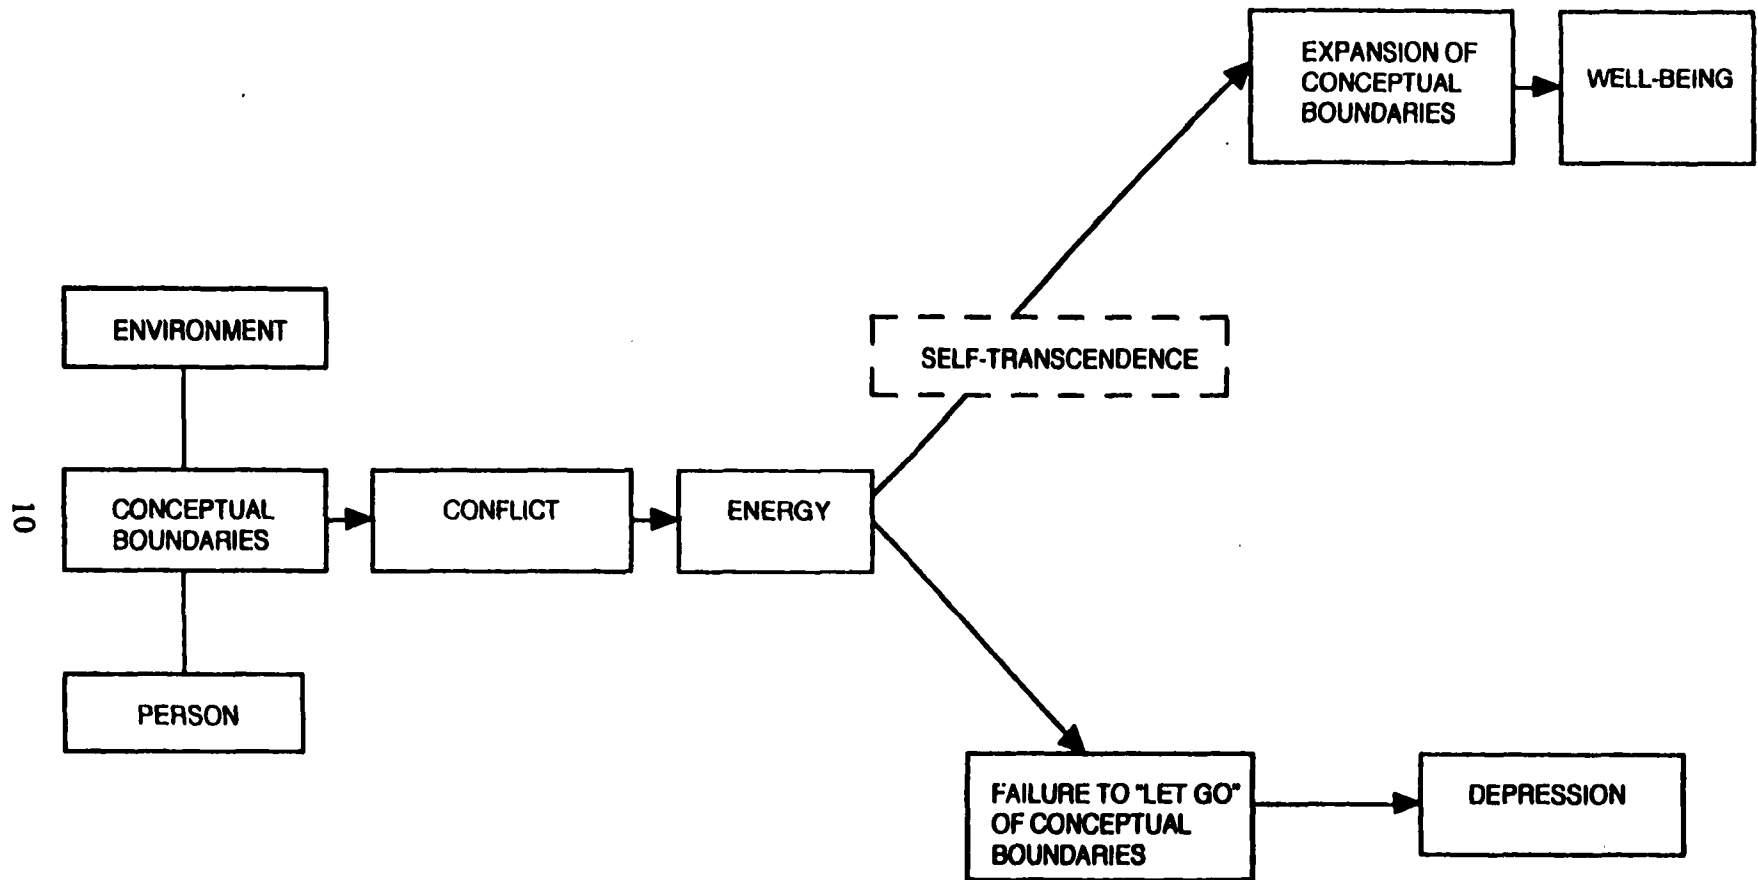 EXPANSION OF
CONCEPTUAL
BOUNDARIES
WELL-BEING
ENVIRONMENT
SELF-TRANSCENDENCE
CONCEPTUAL
BOUNDARIES
CONFLICT
ENERGY
10
PERSON
FAILURE TO "LET GO"
OF CONCEPTUAL
BOUNDARIES
DEPRESSION